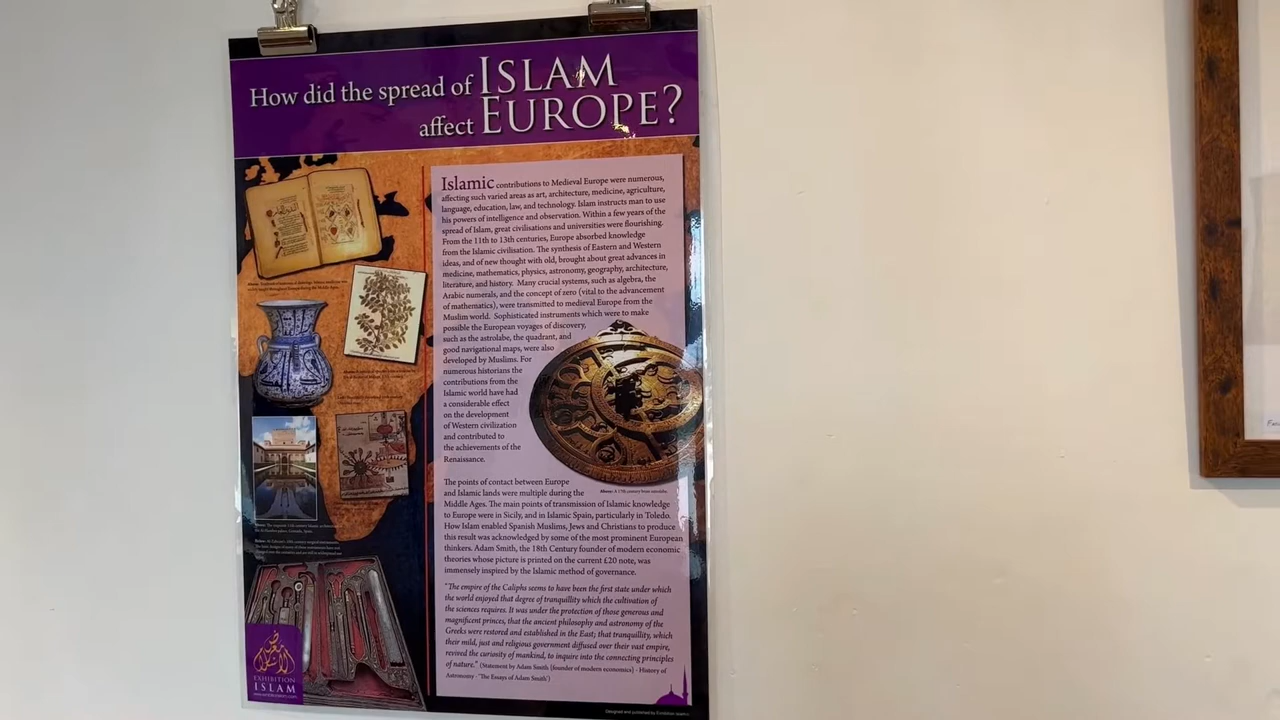 How did the spread of ISLAM
affect EUROPE?
Islamic contributions to Medieval Europe were numerous,
affecting such varied areas as art, architecture, medicine, agriculture,
language, education, law, and technology. Islam instructs man to use
his powers of intelligence and observation. Within a few years of the
spread of Islam, great civilisations and universities were flourishing.
From the 11th to 13th centuries, Europe absorbed knowledge
from the Islamic civilisation. The synthesis of Eastern and Western
ideas, and of new thought with old, brought about great advances in
medicine, mathematics, physics, astronomy, geography, architecture,
literature, and history. Many crucial systems, such as algebra, the
Arabic numerals, and the concept of zero (vital to the advancement
of mathematics), were transmitted to medieval Europe from the
Muslim world. Sophisticated instruments which were to make
possible the European voyages of discovery,
such as the astrolabe, the quadrant, and
good navigational maps, were also
developed by Muslims. For
numerous historians the
contributions from the
Islamic world have had
a considerable effect
on the development
of Western civilization
and contributed to
the achievements of the
Renaissance.
Above: A 17th century brass astrolabe
The points of contact between Europe
and Islamic lands were multiple during the
Middle Ages. The main points of transmission of Islamic knowledge
to Europe were in Sicily, and in Islamic Spain, particularly in Toledo.
How Islam enabled Spanish Muslims, Jews and Christians to produce
this result was acknowledged by some of the most prominent European
thinkers. Adam Smith, the 18th Century founder of modern economic
theories whose picture is printed on the current £20 note, was
immensely inspired by the Islamic method of governance.
"The empire of the Caliphs seems to have been the first state under which
the world enjoyed that degree of tranquillity which the cultivation of
the sciences requires. It was under the protection of those generous and
magnificent princes, that the ancient philosophy and astronomy of the
Greeks were restored and established in the East; that tranquillity, which
their mild, just and religious government diffused over their vast empire,
revived the curiosity of mankind, to inquire into the connecting principles
of nature." (Statement by Adam Smith (founder of modern economics) - History of
Astronomy - 'The Essays of Adam Smith')
EXHIBITION
ISLAM
Designed and published by Exhibition Islam